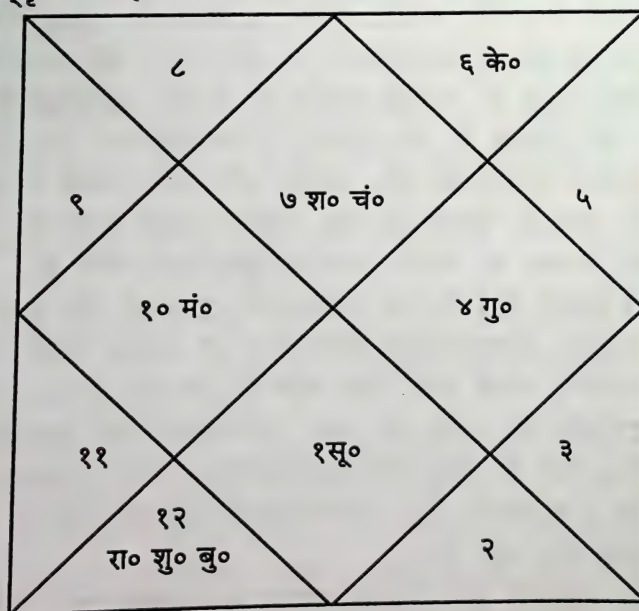 ८
६ के०
९
७ श० चं०
५
१० मं०
४ गु०
११
१सू०
३
१२
रा० शु० बु०
२